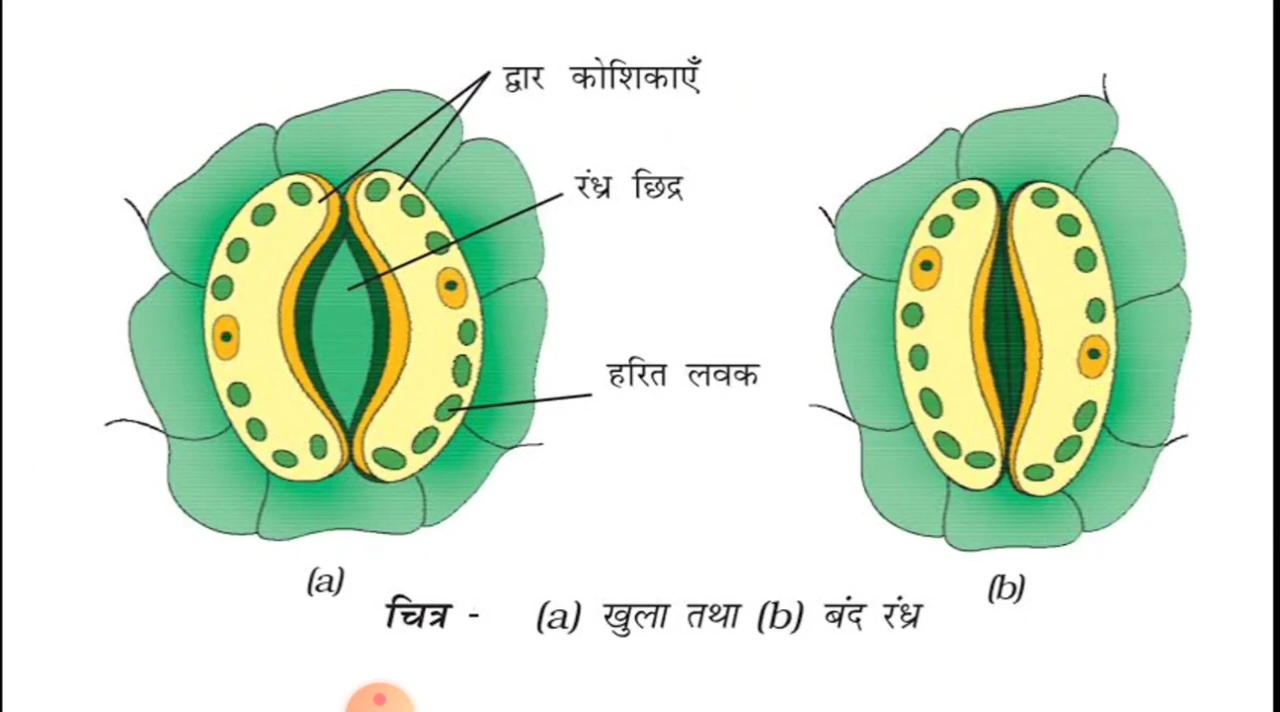 द्वार कोशिकाएँ
रंध्र छिद्र
हरित लवक
(a)
(b)
चित्र - (a) खुला तथा (b) बंद रंध्र